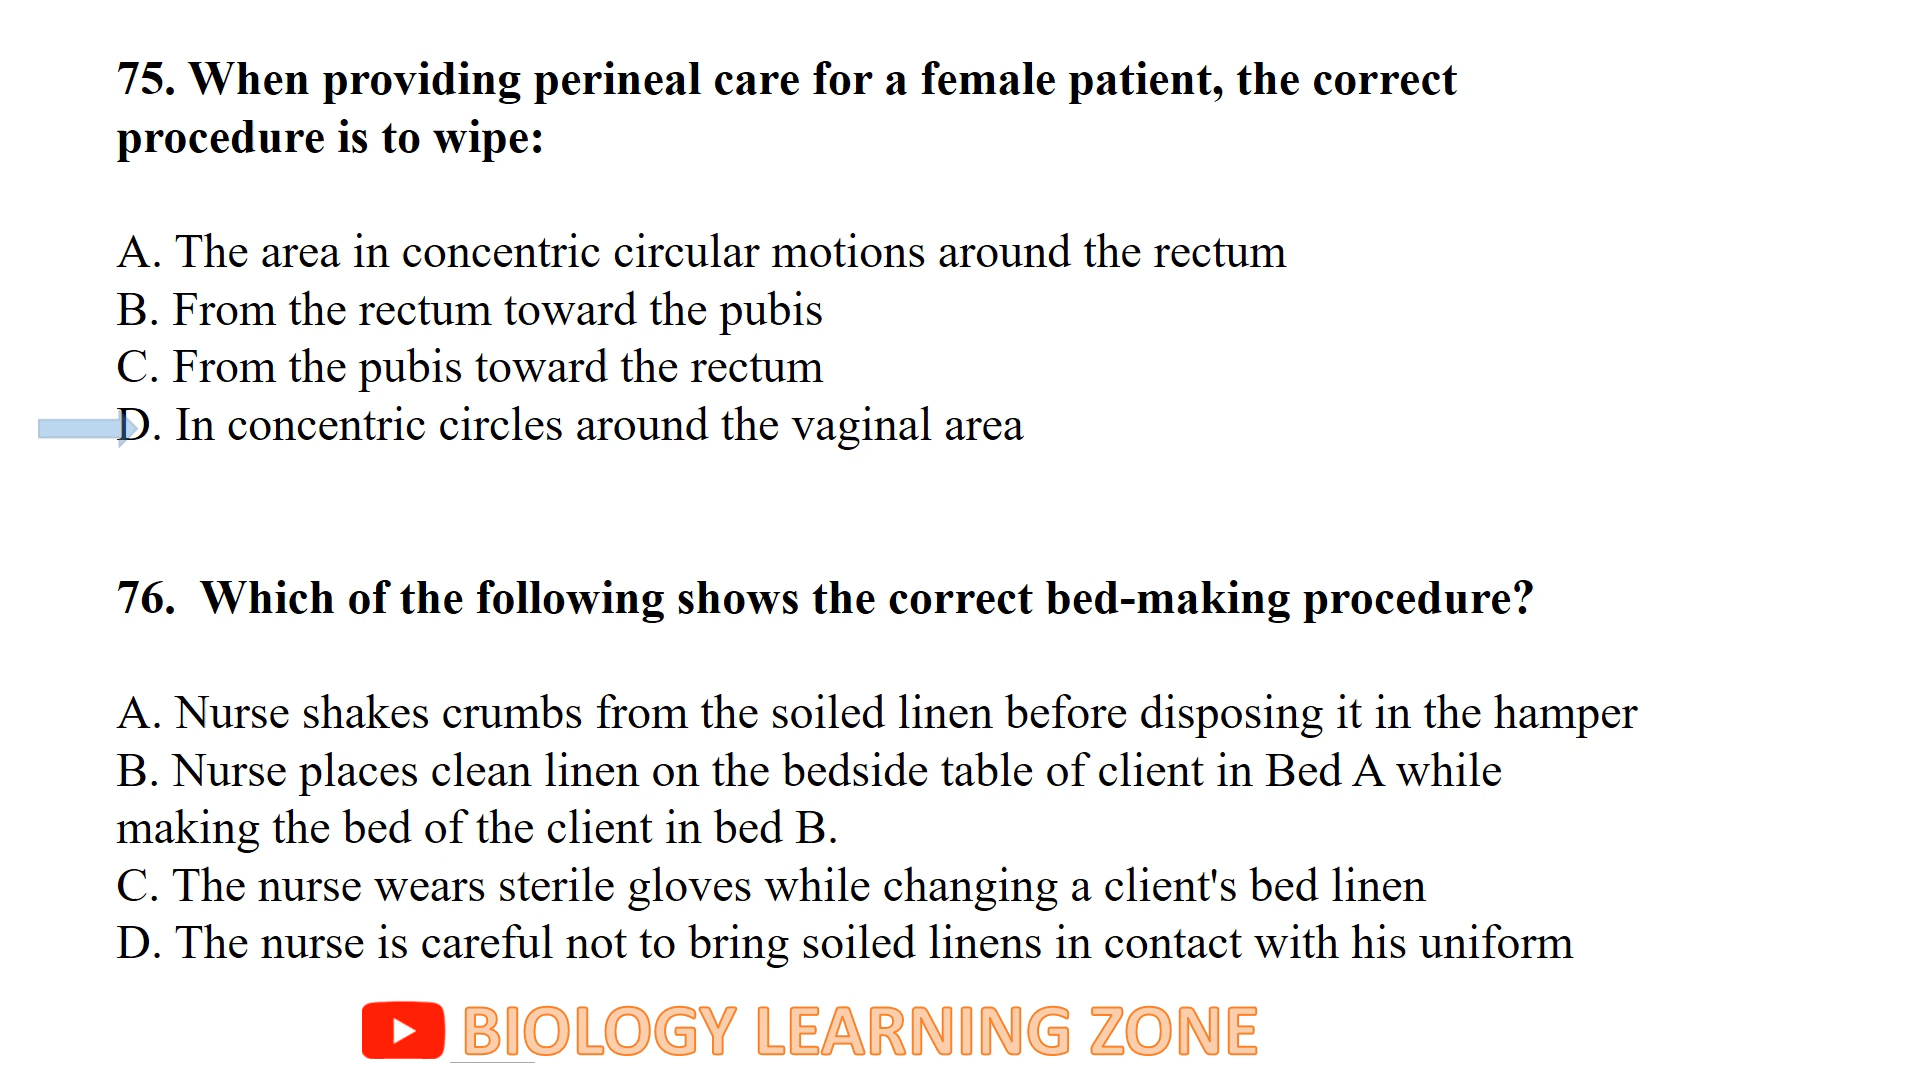 75. When providing perineal care for a female patient, the correct
procedure is to wipe:
A. The area in concentric circular motions around the rectum
B. From the rectum toward the pubis
C. From the pubis toward the rectum
D. In concentric circles around the vaginal area
76. Which of the following shows the correct bed-making procedure?
A. Nurse shakes crumbs from the soiled linen before disposing it in the hamper
B. Nurse places clean linen on the bedside table of client in Bed A while
making the bed of the client in bed B.
C. The nurse wears sterile gloves while changing a client's bed linen
D. The nurse is careful not to bring soiled linens in contact with his uniform
BIOLOGY LEARNING ZONE